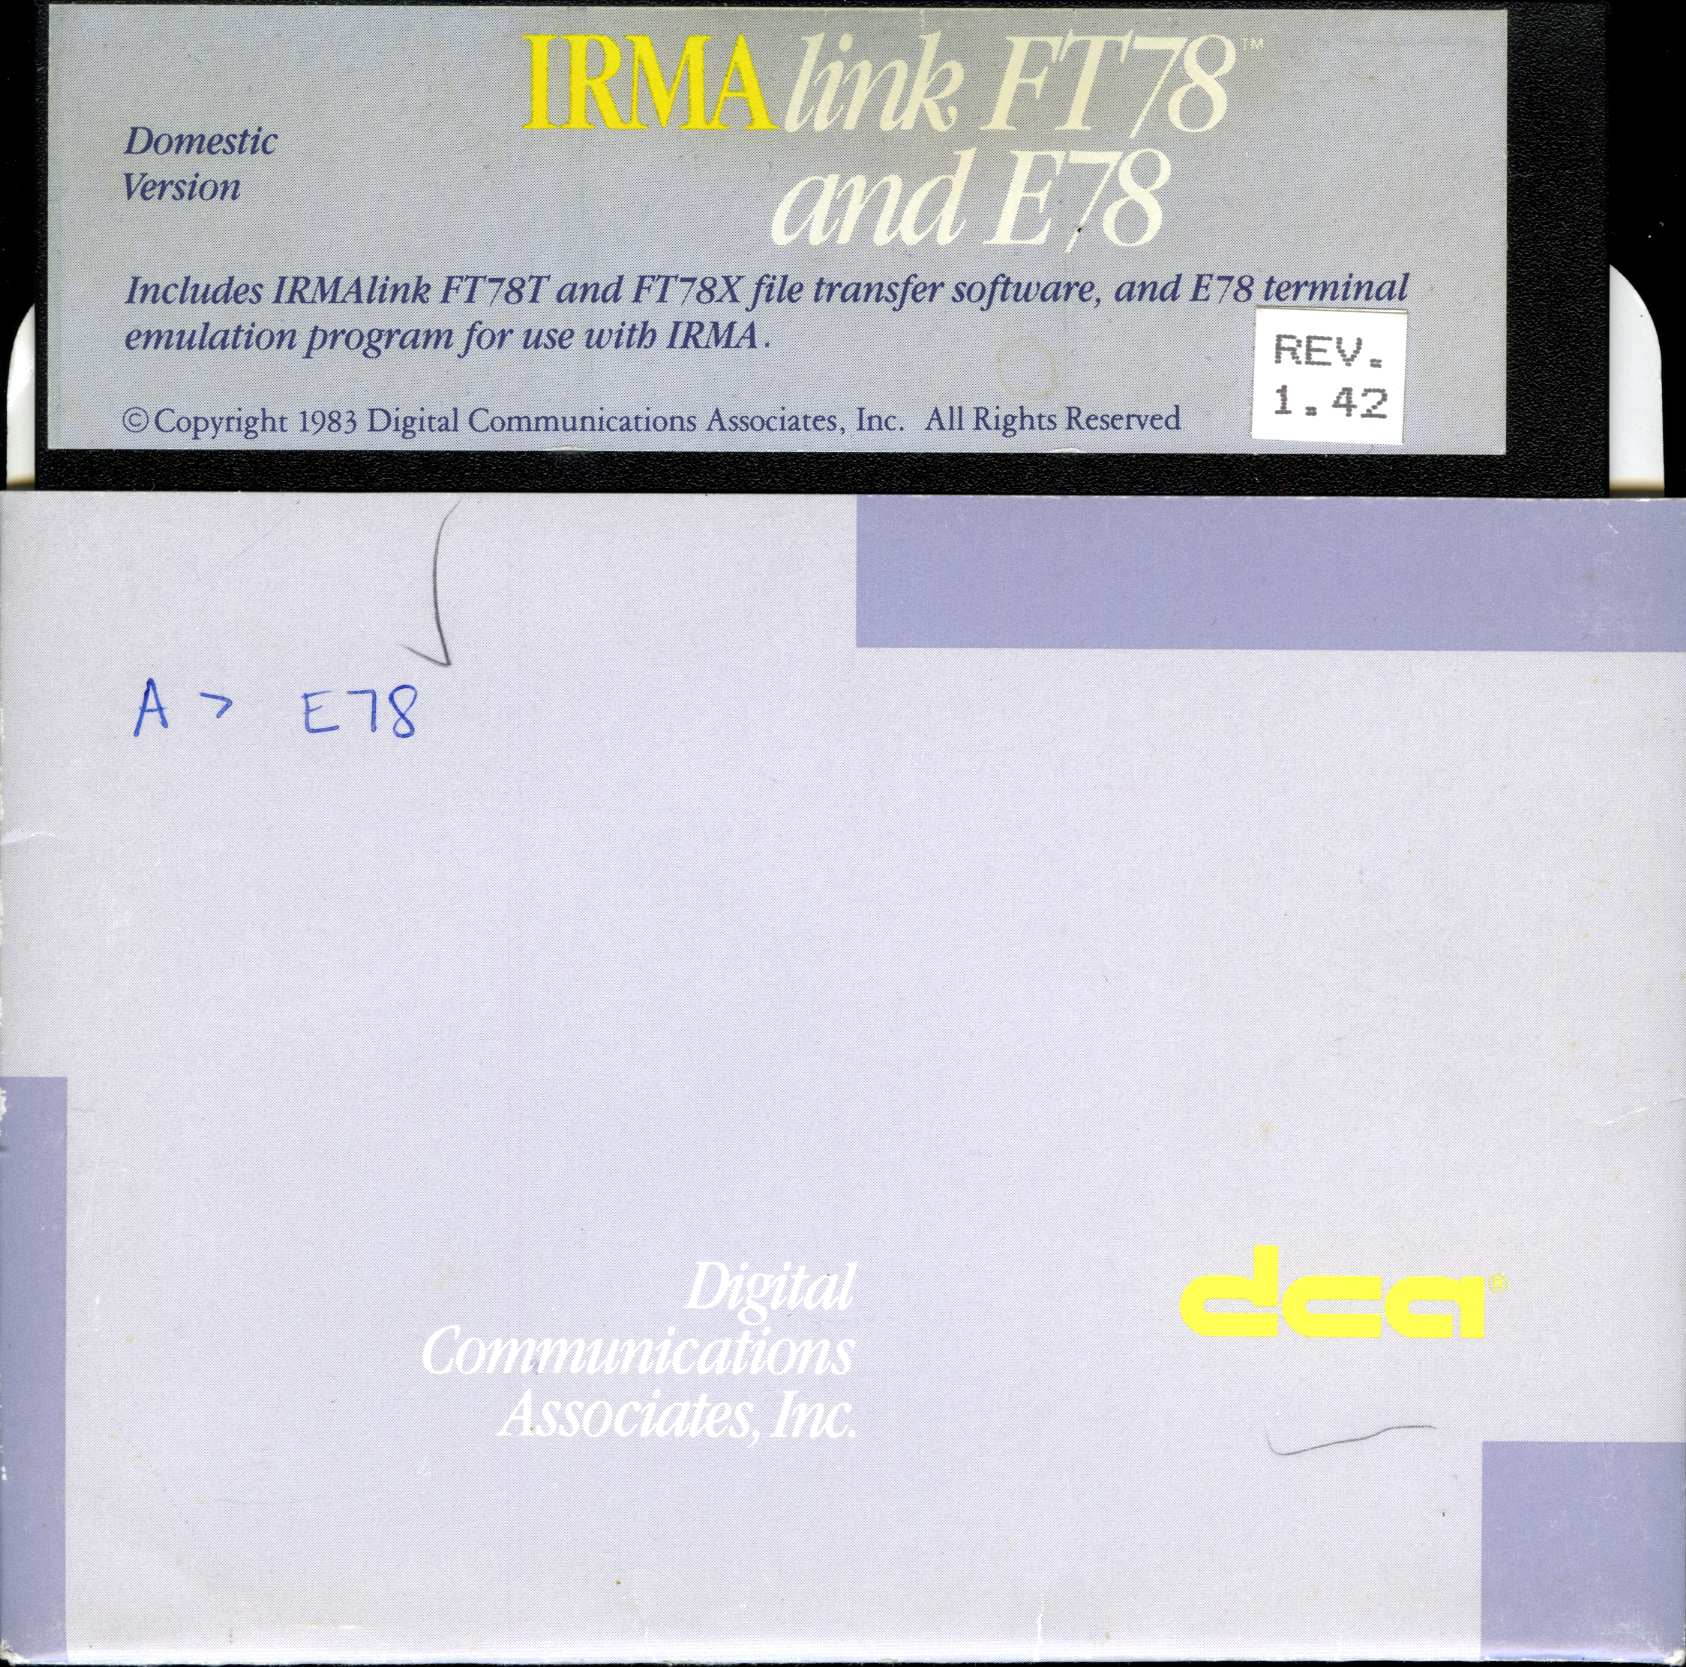 IRMAlink FT78™
and E78
Domestic
Version
Includes IRMAlink FT78T and FT78X file transfer software, and E78 terminal
emulation program for use with IRMA.
REV.
1.42
©Copyright 1983 Digital Communications Associates, Inc. All Rights Reserved
A > E78
Digital
Communications
Associates, Inc.
dca®